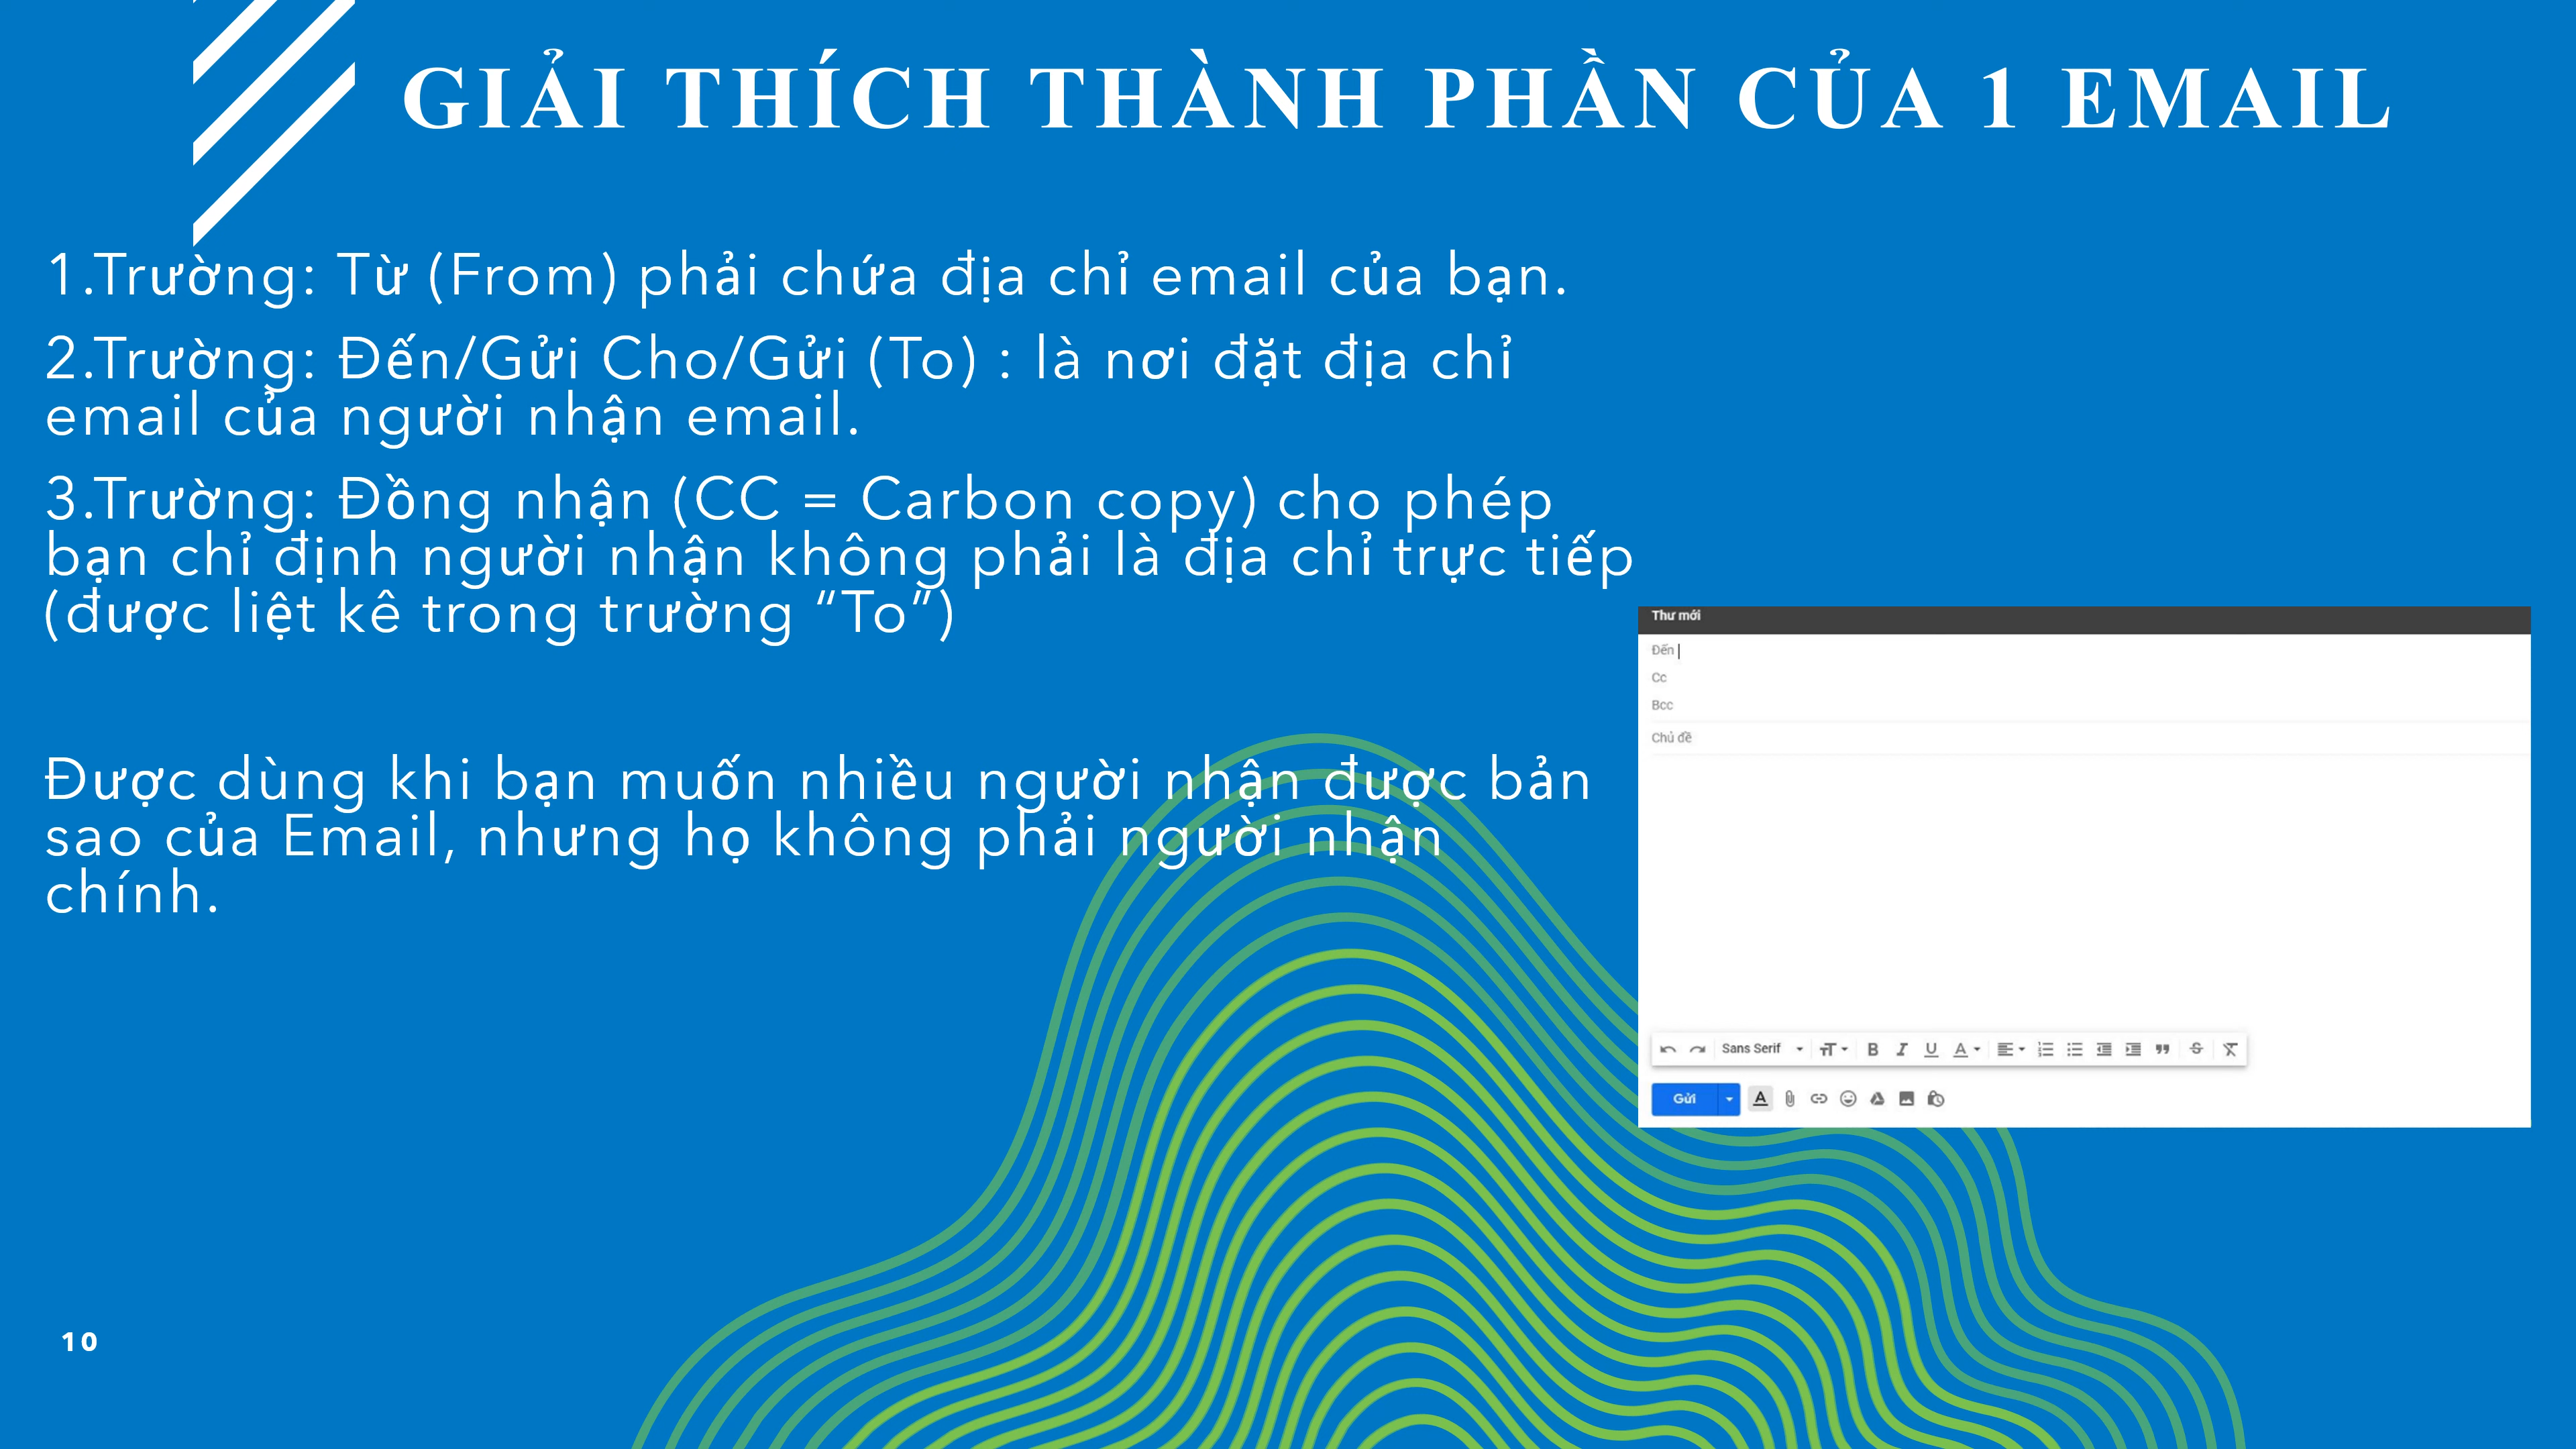 GIẢI THÍCH THÀNH PHẦN CỦA 1 EMAIL
1.Trường: Từ (From) phải chứa địa chỉ email của bạn.
2.Trường: Đến/Gửi Cho/Gửi (To) : là nơi đặt địa chỉ
email của người nhận email.
3.Trường: Đồng nhận (CC = Carbon copy) cho phép
bạn chỉ định người nhận không phải là địa chỉ trực tiếp
(được liệt kê trong trường “To”)
Được dùng khi bạn muốn nhiều người nhận được bản
sao của Email, nhưng họ không phải người nhận
chính.
Thư mới
Đến
Cc
Bcc
Chủ đề
Sans Serif
Gửi
10